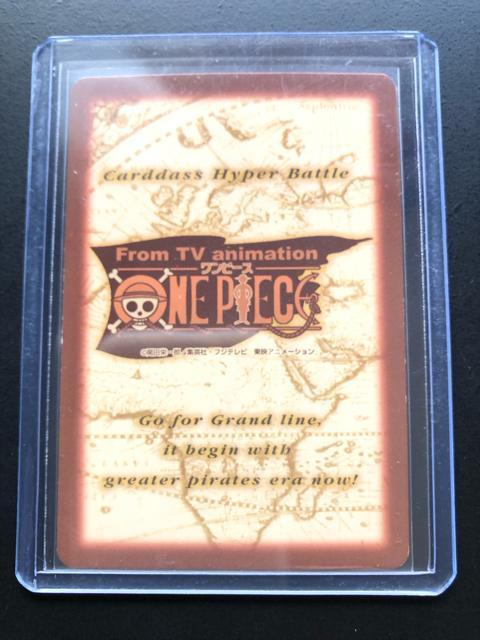 September
Carddass Hyper Battle
From TV animation
ワンピース
ONE PIECE
©尾田栄一郎/集英社・フジテレビ 東映アニメーション
Go for Grand line,
it begin with
greater pirates era now!